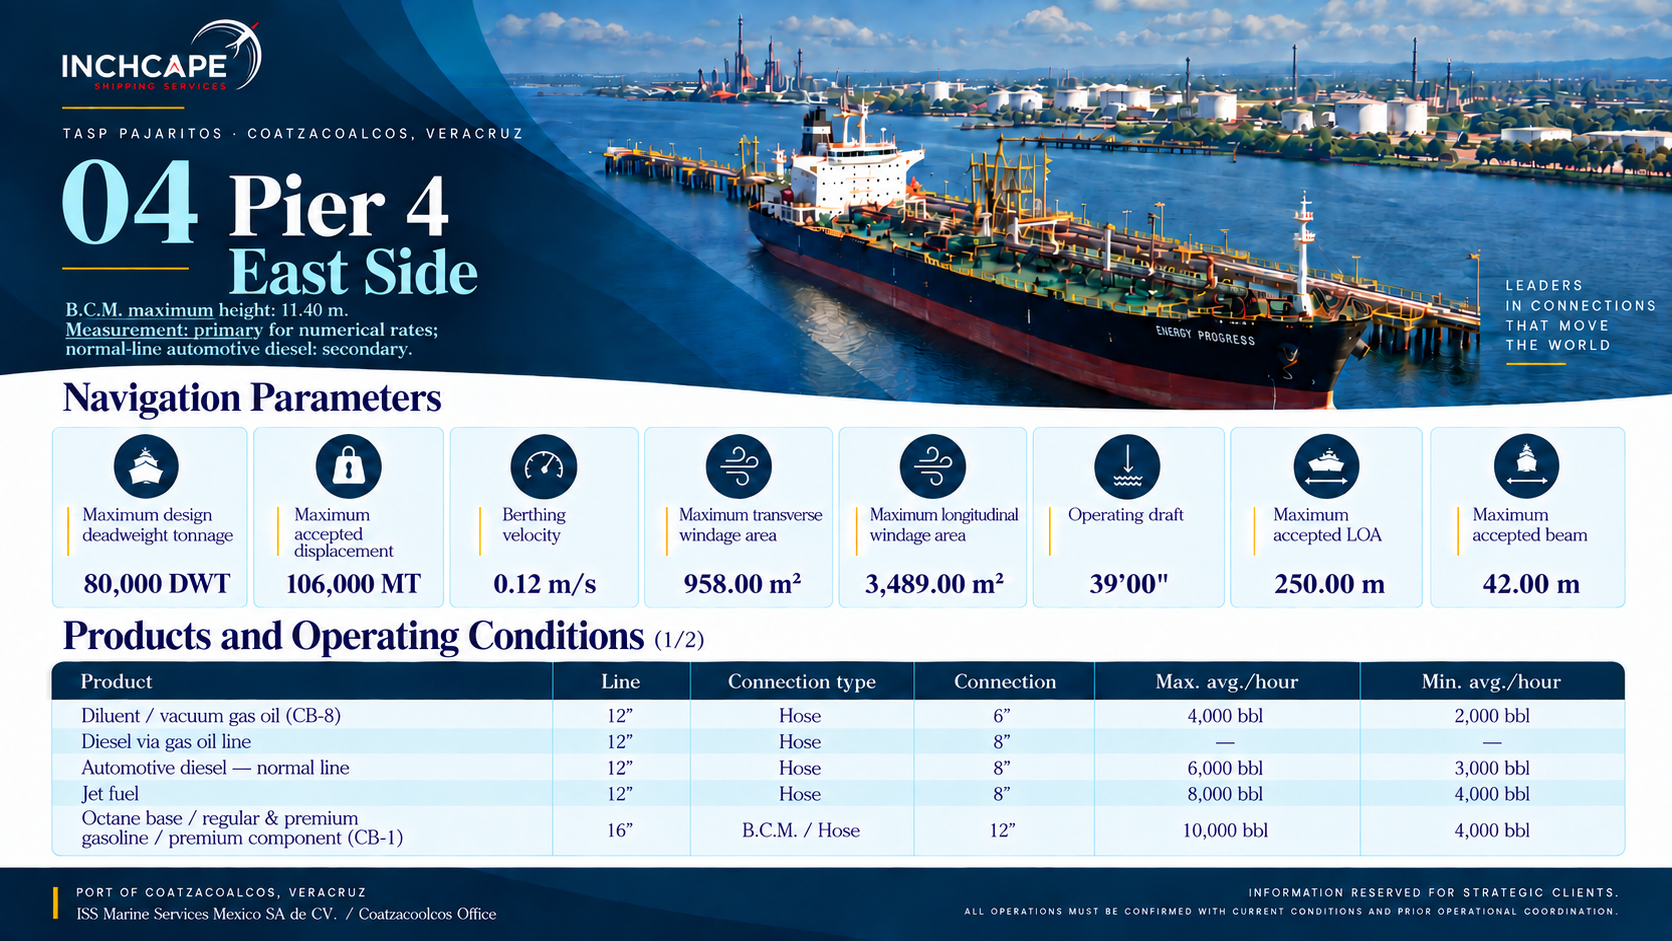 INCHCAPE
SHIPPING SERVICES
TASP PAJARITOS · COATZACOALCOS, VERACRUZ
04 Pier 4
East Side
B.C.M. maximum height: 11.40 m.
Measurement: primary for numerical rates;
normal-line automotive diesel: secondary.
ENERGY PROGRESS
LEADERS
IN CONNECTIONS
THAT MOVE
THE WORLD
Navigation Parameters
Maximum design
deadweight tonnage
80,000 DWT
Maximum
accepted
displacement
106,000 MT
Berthing
velocity
0.12 m/s
Maximum transverse
windage area
958.00 m²
Maximum longitudinal
windage area
3,489.00 m²
Operating draft
39’00"
Maximum
accepted LOA
250.00 m
Maximum
accepted beam
42.00 m
Products and Operating Conditions (1/2)
Product Line Connection type Connection Max. avg./hour Min. avg./hour
Diluent / vacuum gas oil (CB-8) 12” Hose 6” 4,000 bbl 2,000 bbl
Diesel via gas oil line 12” Hose 8” — —
Automotive diesel — normal line 12” Hose 8” 6,000 bbl 3,000 bbl
Jet fuel 12” Hose 8” 8,000 bbl 4,000 bbl
Octane base / regular & premium
gasoline / premium component (CB-1) 16” B.C.M. / Hose 12” 10,000 bbl 4,000 bbl
PORT OF COATZACOALCOS, VERACRUZ
ISS Marine Services Mexico SA de CV. / Coatzacoolcos Office
INFORMATION RESERVED FOR STRATEGIC CLIENTS.
ALL OPERATIONS MUST BE CONFIRMED WITH CURRENT CONDITIONS AND PRIOR OPERATIONAL COORDINATION.